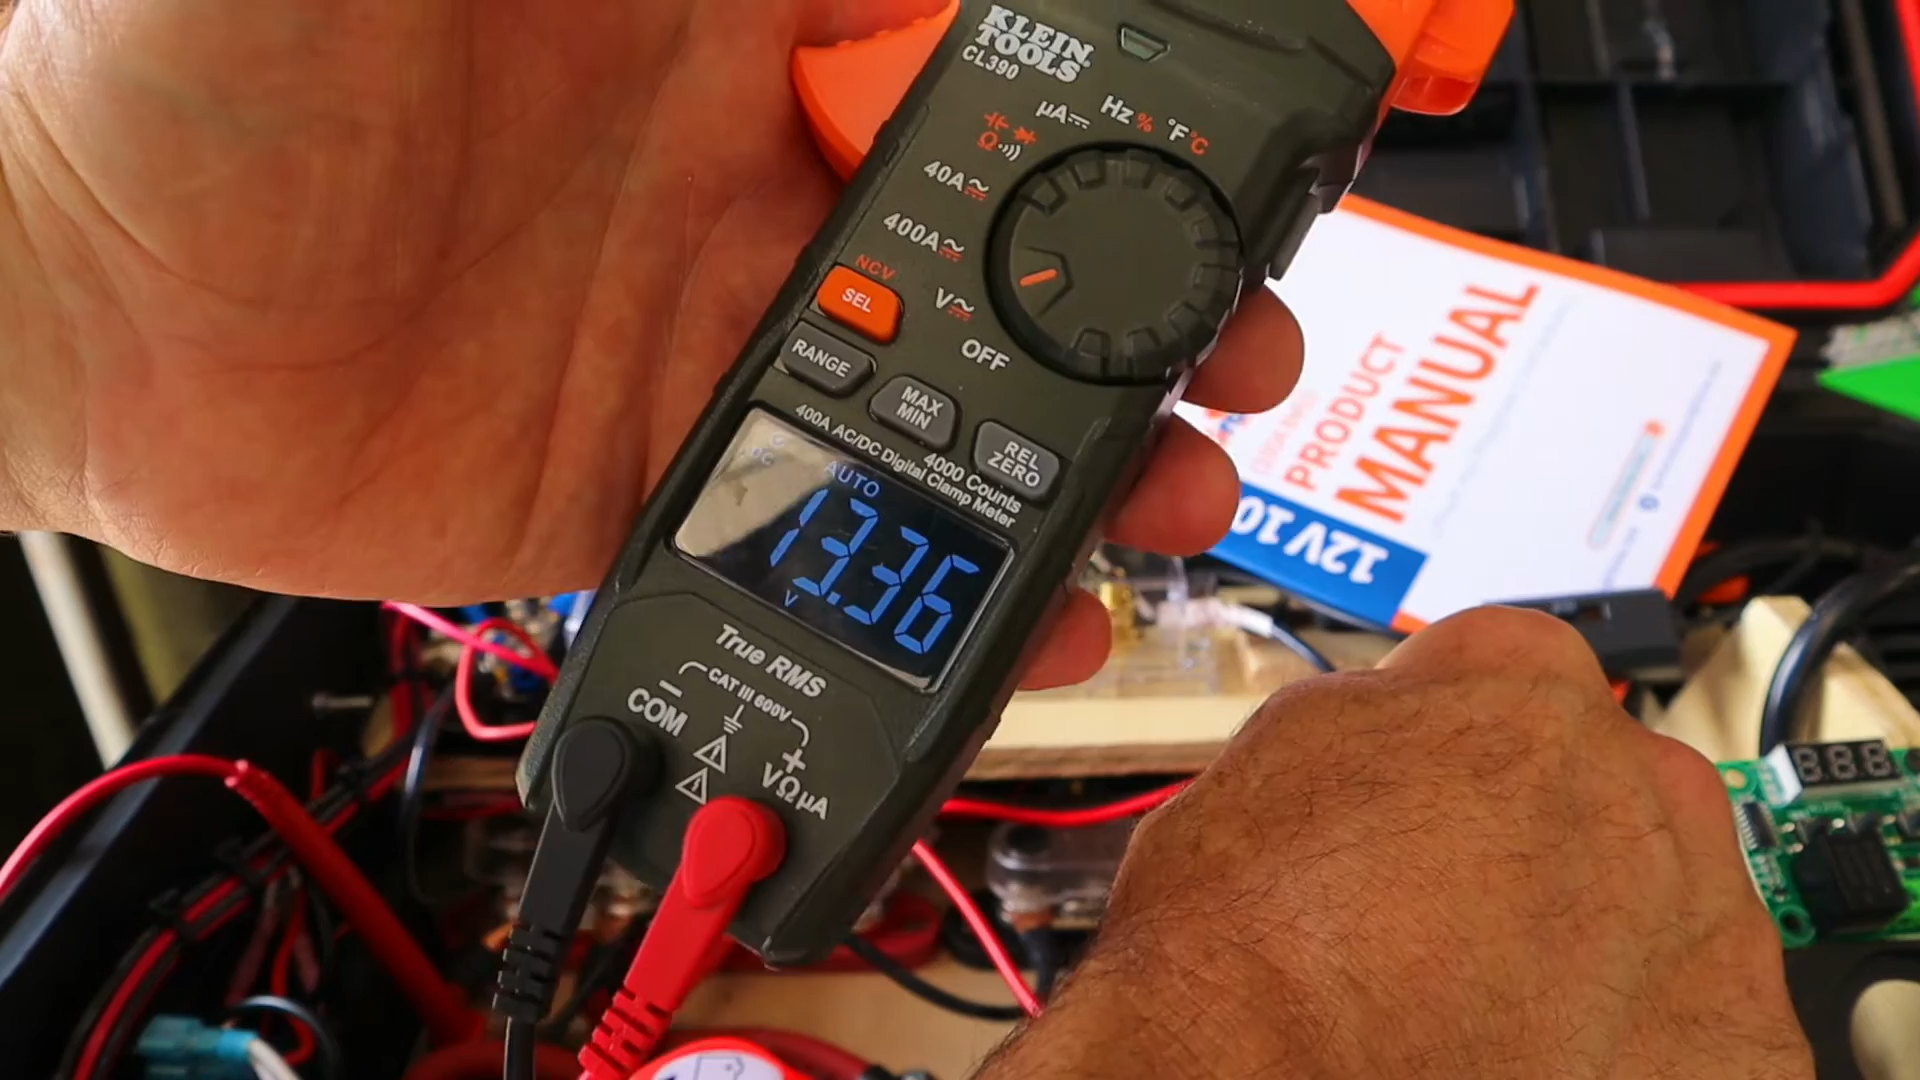 KLEIN
TOOLS
CL390
µA
Hz %
°F °C
Ω
40A
400A
NCV
SEL
V
OFF
RANGE
MAX
MIN
REL
ZERO
400A AC/DC Digital Clamp Meter
4000 Counts
DC
AUTO
13.36
V
True RMS
CAT III 600V
COM
+
VΩµA
PRODUCT
MANUAL
12V 10